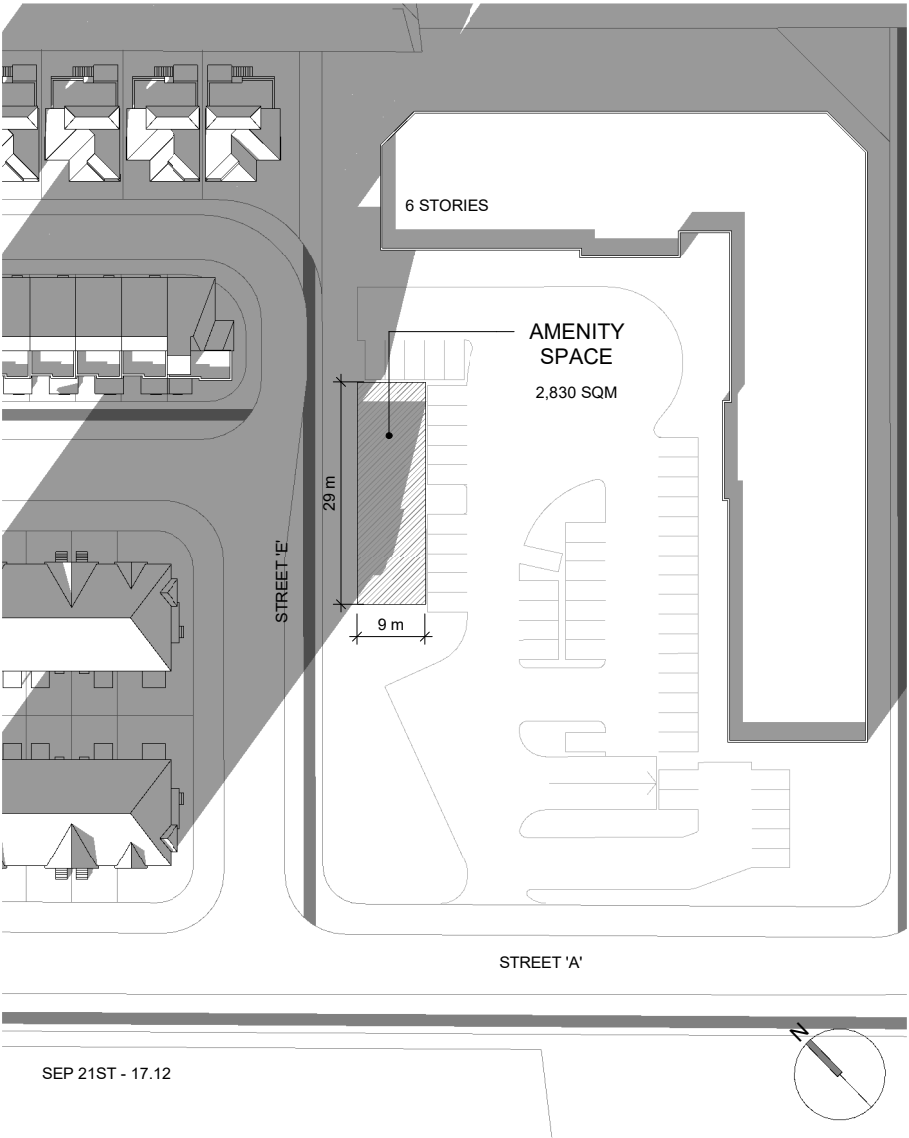 6 STORIES
AMENITY
SPACE
2,830 SQM
29 m
STREET 'E'
9 m
STREET 'A'
N
SEP 21ST - 17.12